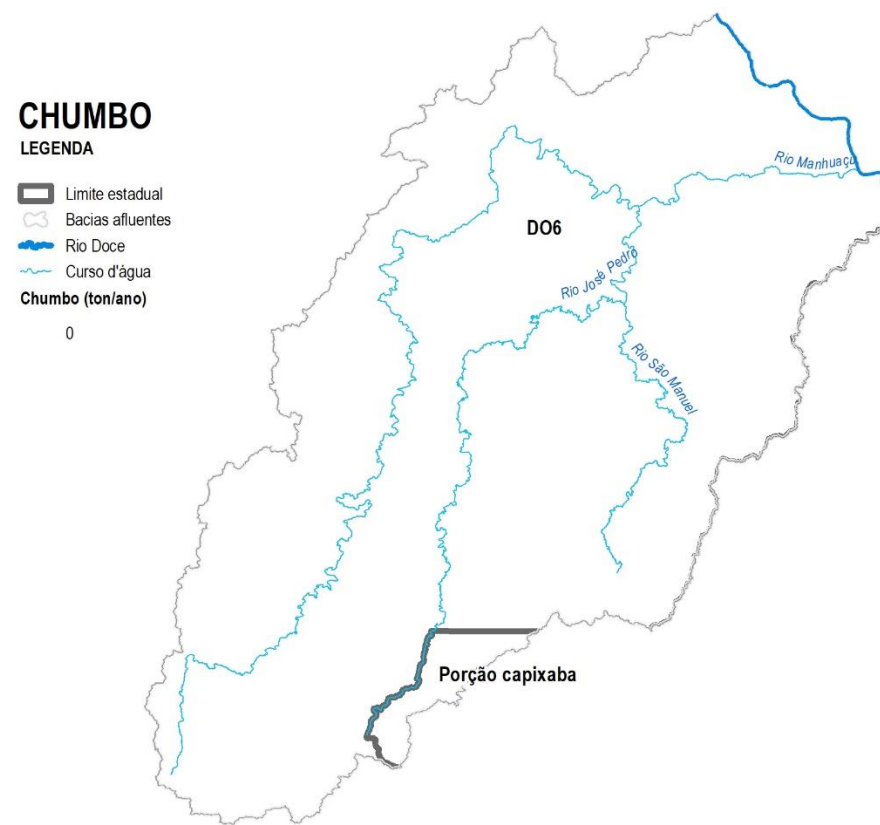 CHUMBO
LEGENDA
Limite estadual
Bacias afluentes
Rio Doce
Curso d'água
Chumbo (ton/ano)
0
Rio Manhuaçu
DO6
Rio José Pedro
Rio São Manuel
Porção capixaba